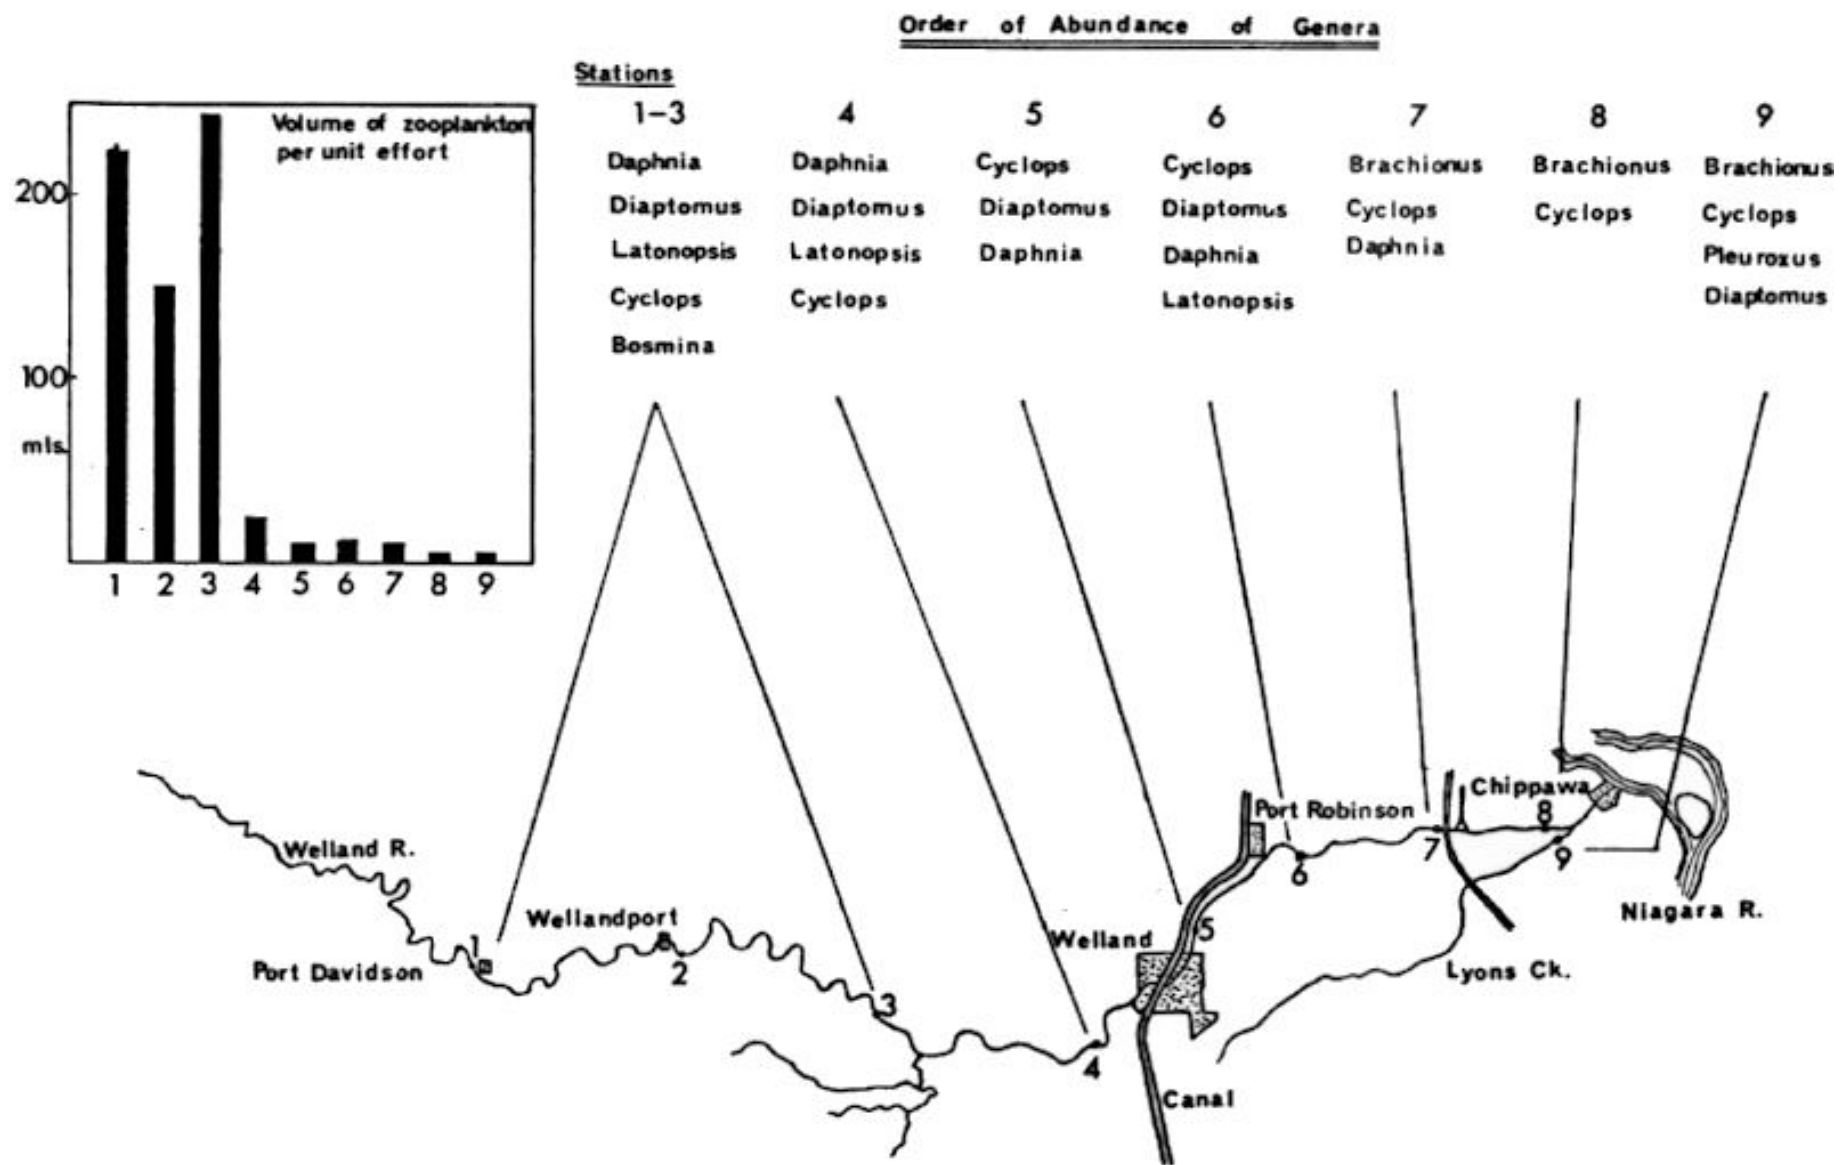 Order of Abundance of Genera
Stations
1-3 4 5 6 7 8 9
Daphnia Daphnia Cyclops Cyclops Brachionus Brachionus Brachionus
Diaptomus Diaptomus Diaptomus Diaptomus Cyclops Cyclops Cyclops
Latonopsis Latonopsis Daphnia Daphnia Daphnia Pleuroxus
Cyclops Cyclops Latonopsis Diaptomus
Bosmina
Volume of zooplankton
per unit effort
200
100
mls
1 2 3 4 5 6 7 8 9
Welland R.
Port Davidson
1
Wellandport
2
3
4
Welland
5
Canal
Port Robinson
6
7
Chippawa
8
9
Lyons Ck.
Niagara R.